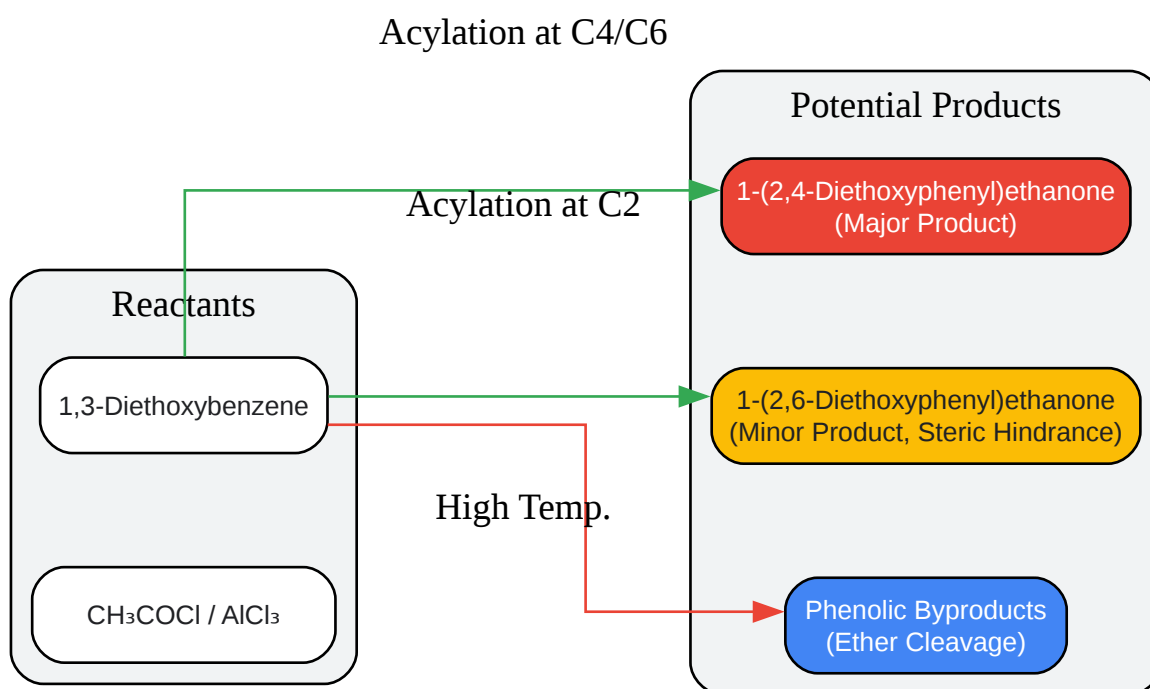 Acylation at C4/C6
Potential Products
1-(2,4-Diethoxyphenyl)ethanone
(Major Product)
Acylation at C2
Reactants
1,3-Diethoxybenzene
1-(2,6-Diethoxyphenyl)ethanone
(Minor Product, Steric Hindrance)
High Temp.
CH₃COCl / AlCl₃
Phenolic Byproducts
(Ether Cleavage)